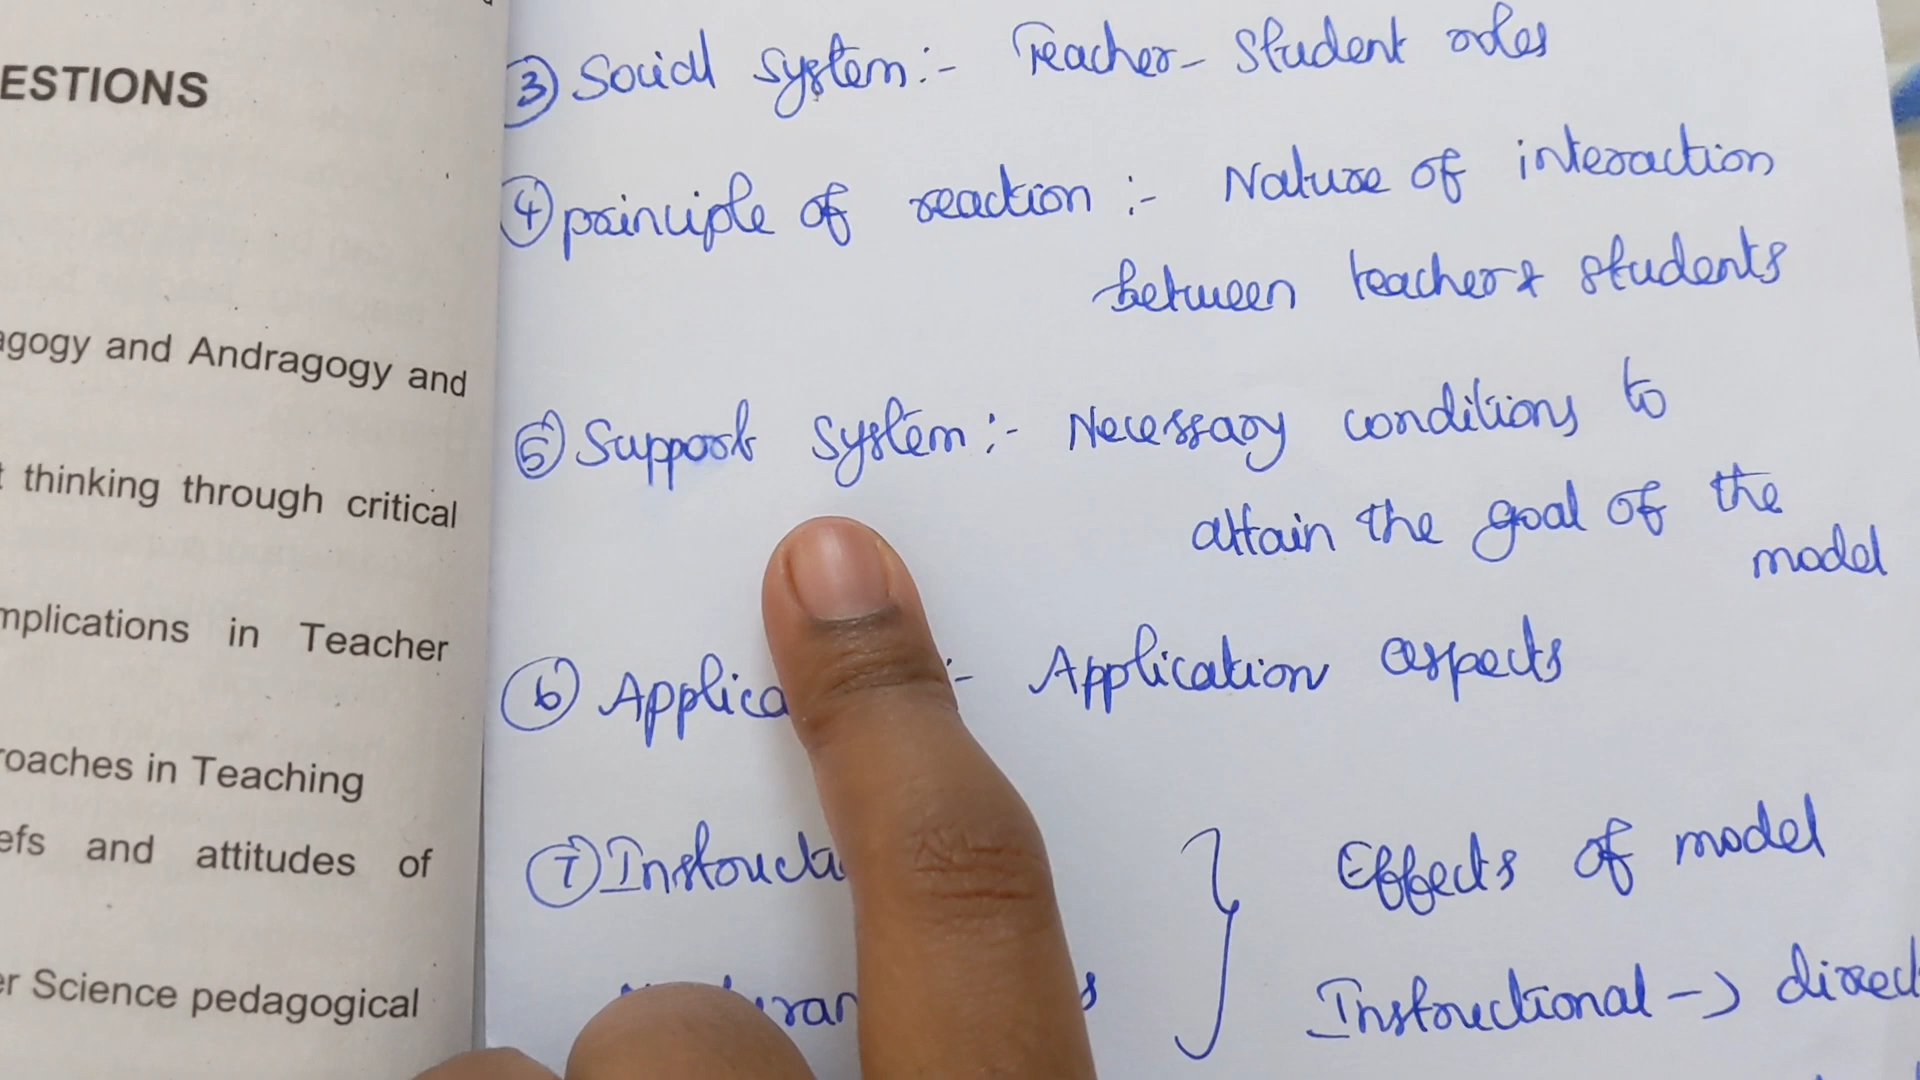 ESTIONS
agogy and Andragogy and
thinking through critical
mplications in Teacher
roaches in Teaching
efs and attitudes of
er Science pedagogical
③ Social System :- Teacher - Student roles
④ principle of reaction :- Nature of interaction
between teacher & students
⑤ Support System :- Necessary conditions to
attain the goal of the
model
⑥ Applica :- Application aspects
⑦ Instructi } Effects of model
Instructional -> direct